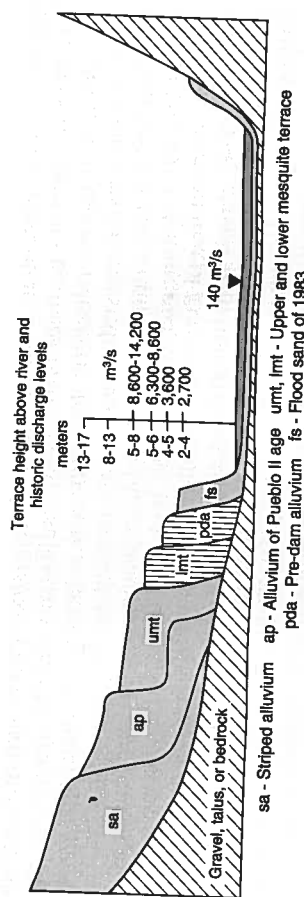 Terrace height above river and
historic discharge levels
meters
m³/s
13-17
8-13
5-8 8,600-14,200
5-6 6,300-8,600
4-5 3,600
2-4 2,700
140 m³/s
sa
ap
umt
lmt
pda
fs
Gravel, talus, or bedrock
sa - Striped alluvium ap - Alluvium of Pueblo II age umt, lmt - Upper and lower mesquite terrace
pda - Pre-dam alluvium fs - Flood sand of 1983